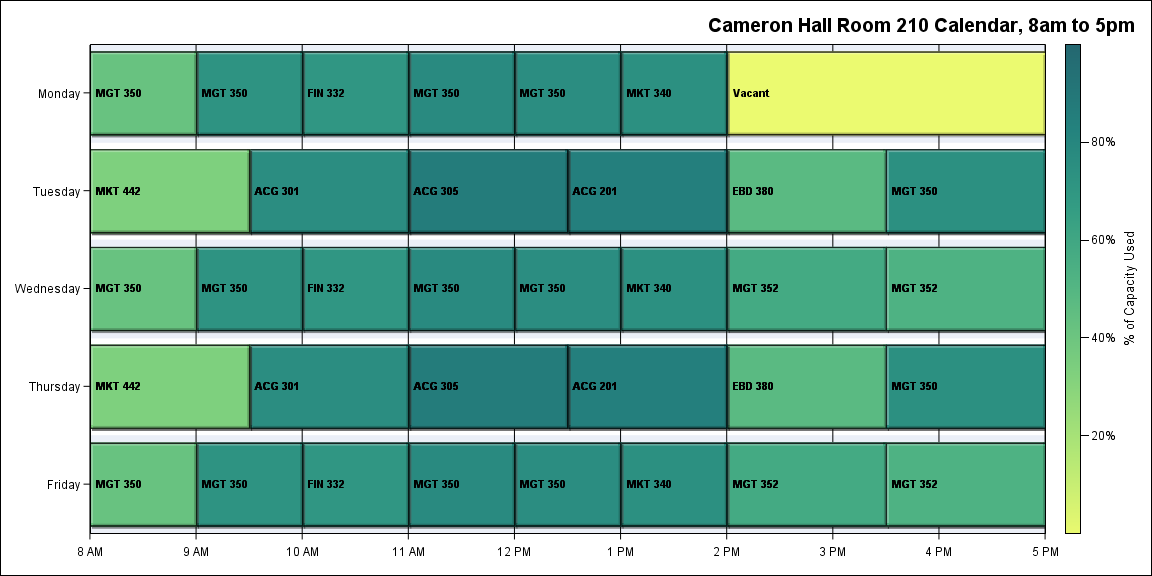 Cameron Hall Room 210 Calendar, 8am to 5pm
Monday
MGT 350
MGT 350
FIN 332
MGT 350
MGT 350
MKT 340
Vacant
Tuesday
MKT 442
ACG 301
ACG 305
ACG 201
EBD 380
MGT 350
Wednesday
MGT 350
MGT 350
FIN 332
MGT 350
MGT 350
MKT 340
MGT 352
MGT 352
Thursday
MKT 442
ACG 301
ACG 305
ACG 201
EBD 380
MGT 350
Friday
MGT 350
MGT 350
FIN 332
MGT 350
MGT 350
MKT 340
MGT 352
MGT 352
8 AM
9 AM
10 AM
11 AM
12 PM
1 PM
2 PM
3 PM
4 PM
5 PM
80%
60%
40%
20%
% of Capacity Used